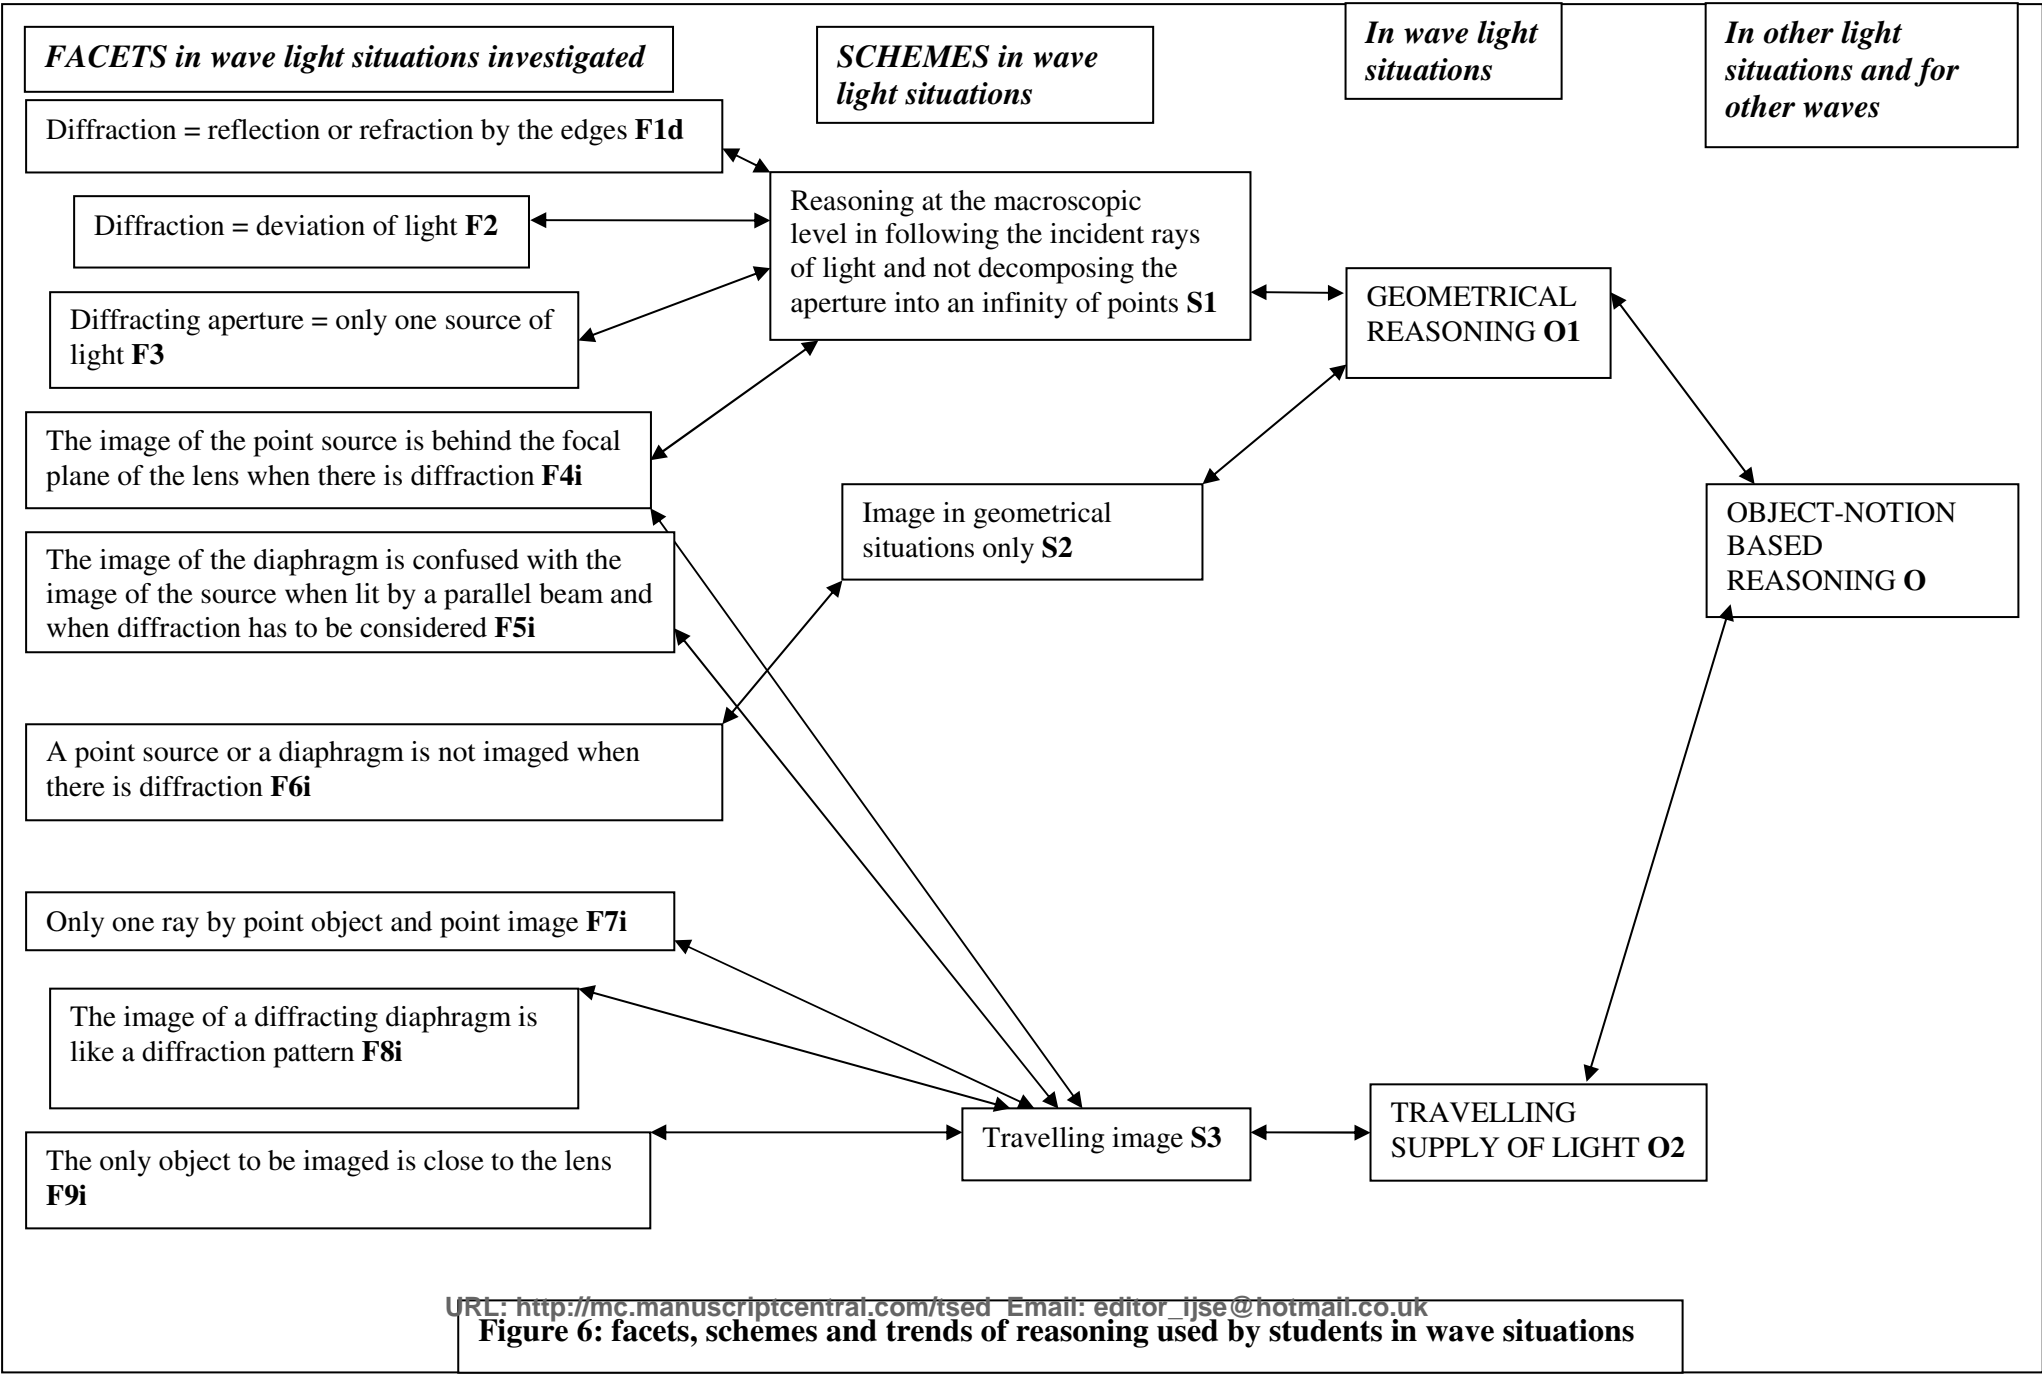 FACETS in wave light situations investigated
SCHEMES in wave
light situations
In wave light
situations
In other light
situations and for
other waves
Diffraction = reflection or refraction by the edges F1d
Diffraction = deviation of light F2
Diffracting aperture = only one source of
light F3
The image of the point source is behind the focal
plane of the lens when there is diffraction F4i
The image of the diaphragm is confused with the
image of the source when lit by a parallel beam and
when diffraction has to be considered F5i
A point source or a diaphragm is not imaged when
there is diffraction F6i
Only one ray by point object and point image F7i
The image of a diffracting diaphragm is
like a diffraction pattern F8i
The only object to be imaged is close to the lens
F9i
Reasoning at the macroscopic
level in following the incident rays
of light and not decomposing the
aperture into an infinity of points S1
Image in geometrical
situations only S2
Travelling image S3
GEOMETRICAL
REASONING O1
TRAVELLING
SUPPLY OF LIGHT O2
OBJECT-NOTION
BASED
REASONING O
URL: http://mc.manuscriptcentral.com/tsed Email: editor_ijse@hotmail.co.uk
Figure 6: facets, schemes and trends of reasoning used by students in wave situations